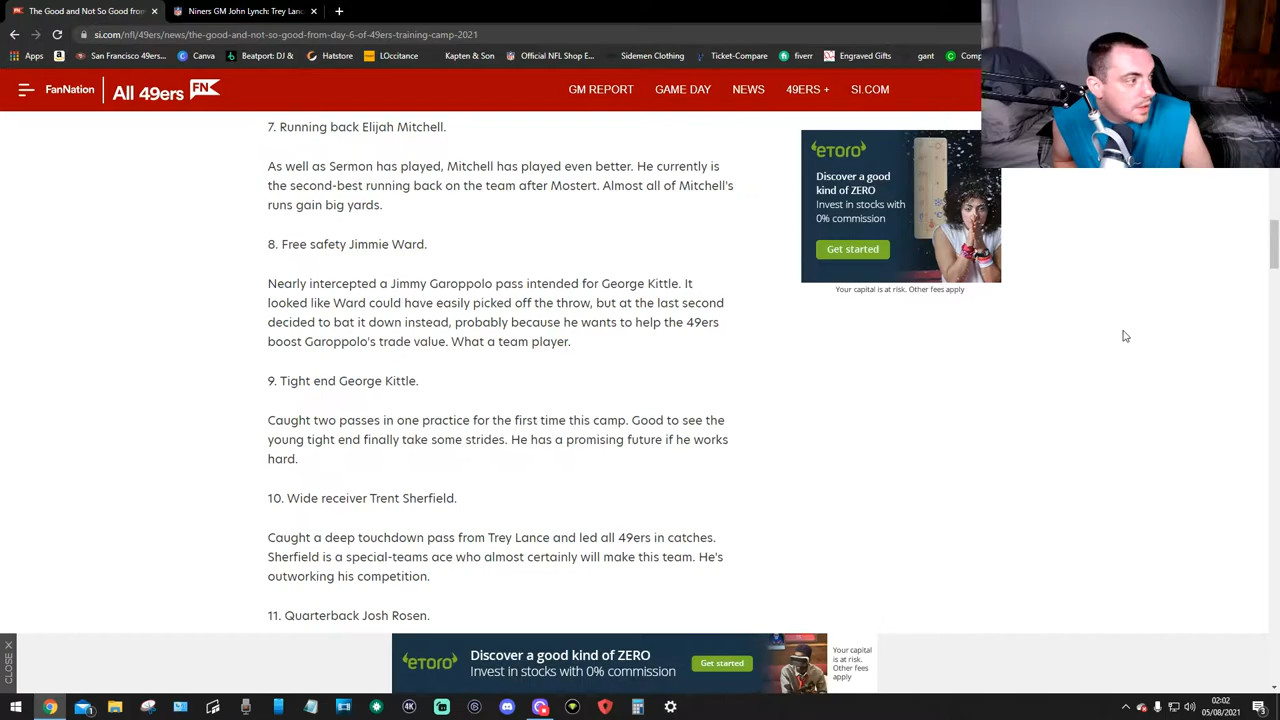 The Good and Not So Good from
Niners GM John Lynch: Trey Lanc
si.com/nfl/49ers/news/the-good-and-not-so-good-from-day-6-of-49ers-training-camp-2021
Apps
San Francisco 49ers...
Canva
Beatport: DJ &
Hatstore
LOccitance
Kapten & Son
Official NFL Eshop...
Sidemen Clothing
Ticket-Compare
fiverr
Engraved Gifts
gant
FanNation
All 49ers FN
GM REPORT
GAME DAY
NEWS
49ERS +
SI.COM
7. Running back Elijah Mitchell.
As well as Sermon has played, Mitchell has played even better. He currently is
the second-best running back on the team after Mostert. Almost all of Mitchell's
runs gain big yards.
8. Free safety Jimmie Ward.
Nearly intercepted a Jimmy Garoppolo pass intended for George Kittle. It
looked like Ward could have easily picked off the throw, but at the last second
decided to bat it down instead, probably because he wants to help the 49ers
boost Garoppolo's trade value. What a team player.
9. Tight end George Kittle.
Caught two passes in one practice for the first time this camp. Good to see the
young tight end finally take some strides. He has a promising future if he works
hard.
10. Wide receiver Trent Sherfield.
Caught a deep touchdown pass from Trey Lance and led all 49ers in catches.
Sherfield is a special-teams ace who almost certainly will make this team. He's
outworking his competition.
11. Quarterback Josh Rosen.
eToro
Discover a good
kind of ZERO
Invest in stocks with
0% commission
Get started
Your capital is at risk. Other fees apply
CLOSE X
eToro
Discover a good kind of ZERO
Invest in stocks with 0% commission
Get started
Your capital
is at risk.
Other fees
apply
4K
02:02
05/08/2021